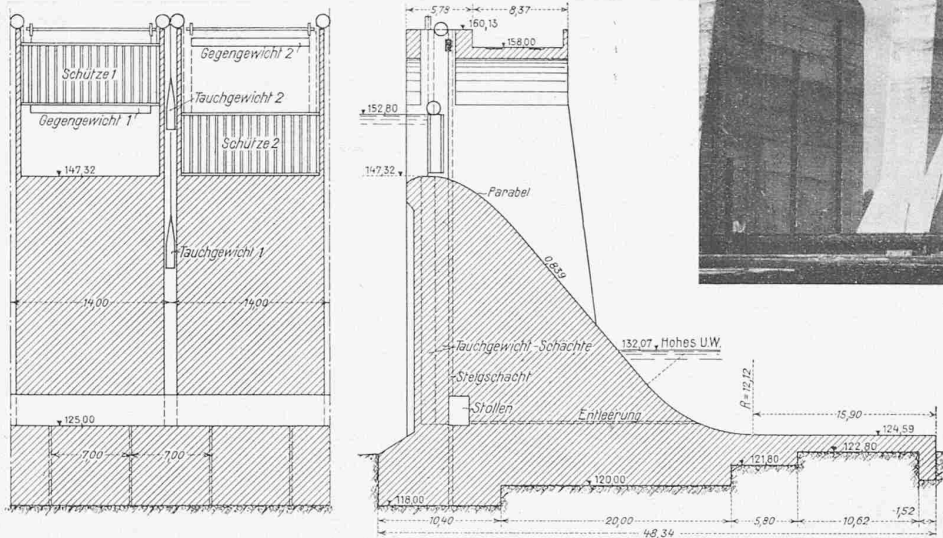 Schütze 1
Gegengewicht 1
147,32
Gegengewicht 2
Tauchgewicht 2
Schütze 2
Tauchgewicht 1
14,00
14,00
125,00
7,00
7,00
5,78
8,37
160,13
158,00
152,80
147,32
Parabel
0,839
132,07
Hohes U.W.
Tauchgewicht-Schächte
Steigschacht
Stollen
Entleerung
R=12,12
15,90
124,59
122,80
121,80
120,00
118,00
10,40
20,00
5,80
10,62
1,52
48,34